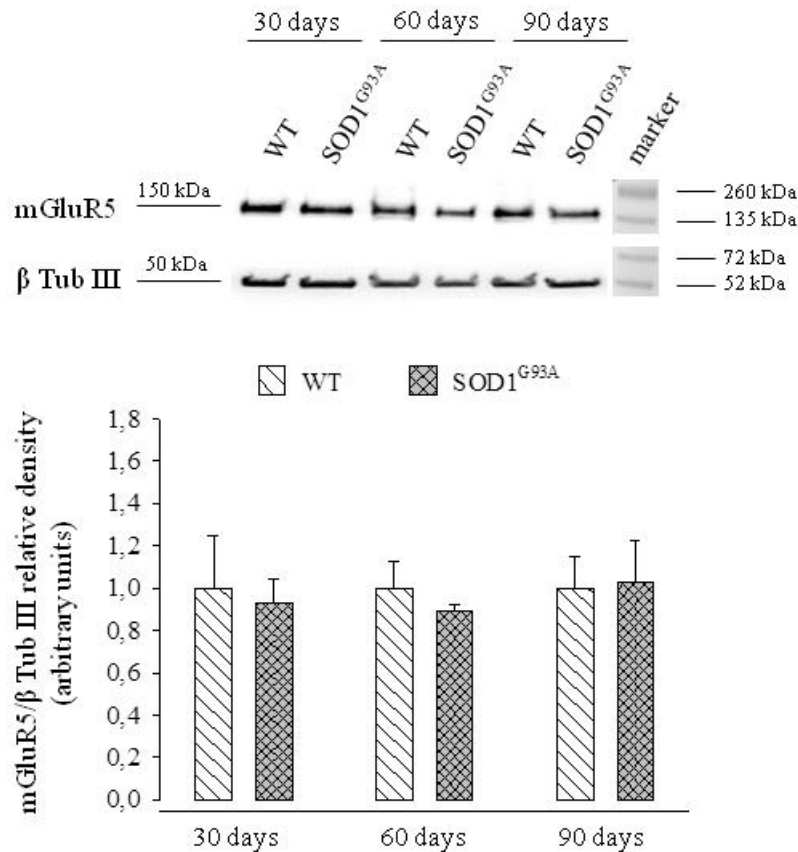 30 days 60 days 90 days
WT SOD1G93A WT SOD1G93A WT SOD1G93A marker
mGluR5 150 kDa 260 kDa
135 kDa
β Tub III 50 kDa 72 kDa
52 kDa
WT SOD1G93A
mGluR5/β Tub III relative density
(arbitrary units)
1,8
1,6
1,4
1,2
1,0
0,8
0,6
0,4
0,2
0,0
30 days 60 days 90 days